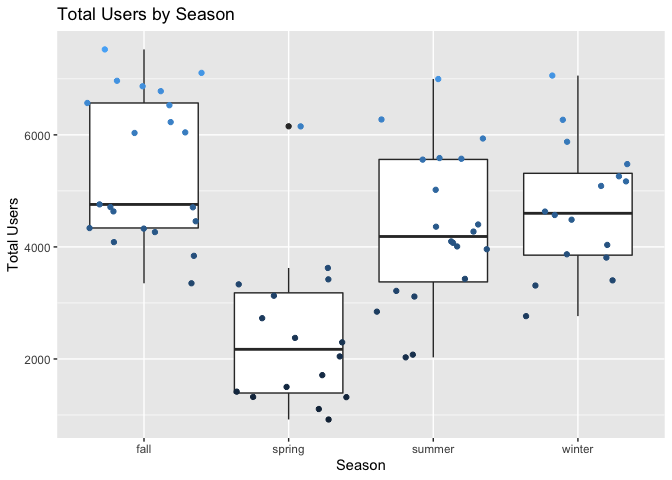 Total Users by Season
Total Users
6000
4000
2000
fall
spring
summer
winter
Season